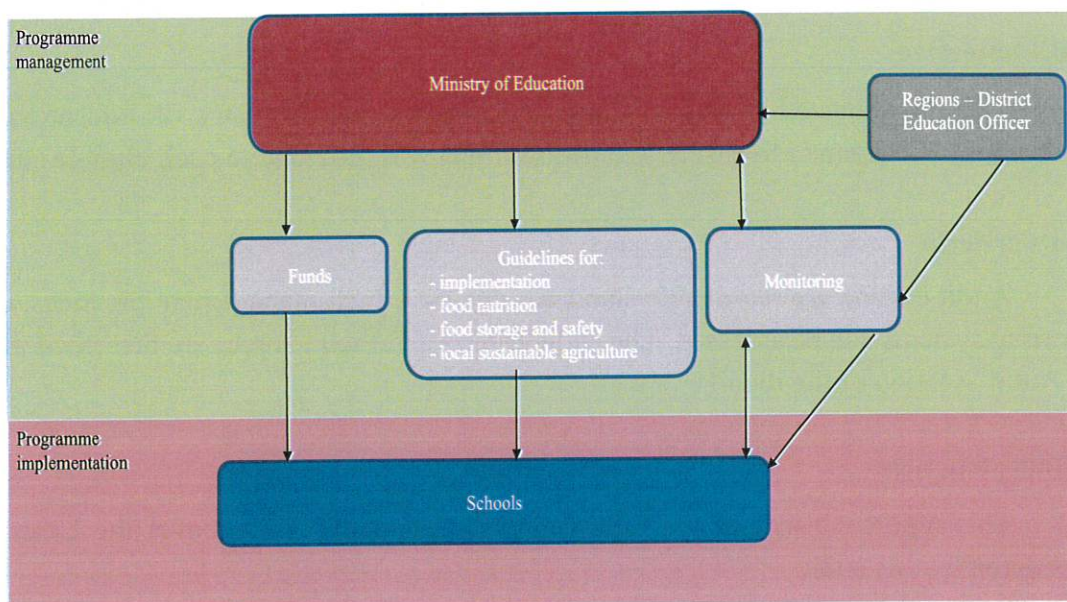 Programme
management
Ministry of Education
Regions – District
Education Officer
Funds
Guidelines for:
- implementation
- food nutrition
- food storage and safety
- local sustainable agriculture
Monitoring
Programme
implementation
Schools